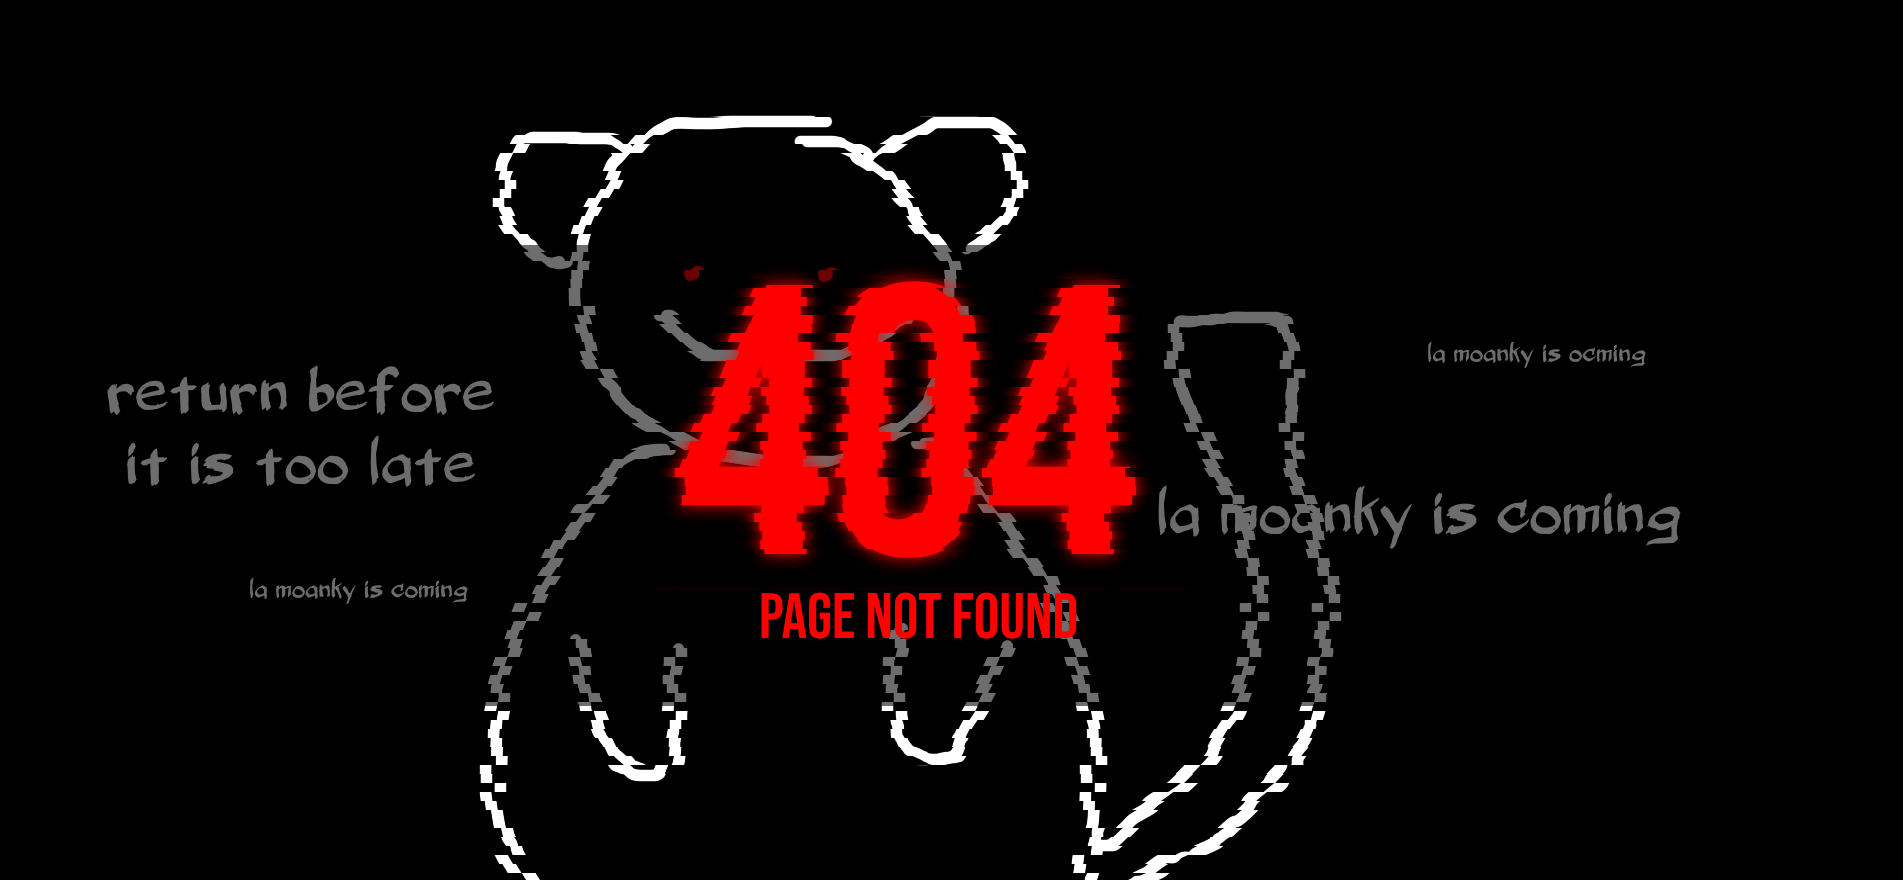 404
PAGE NOT FOUND
return before
it is too late
la moanky is coming
la moanky is ocming
la moanky is coming